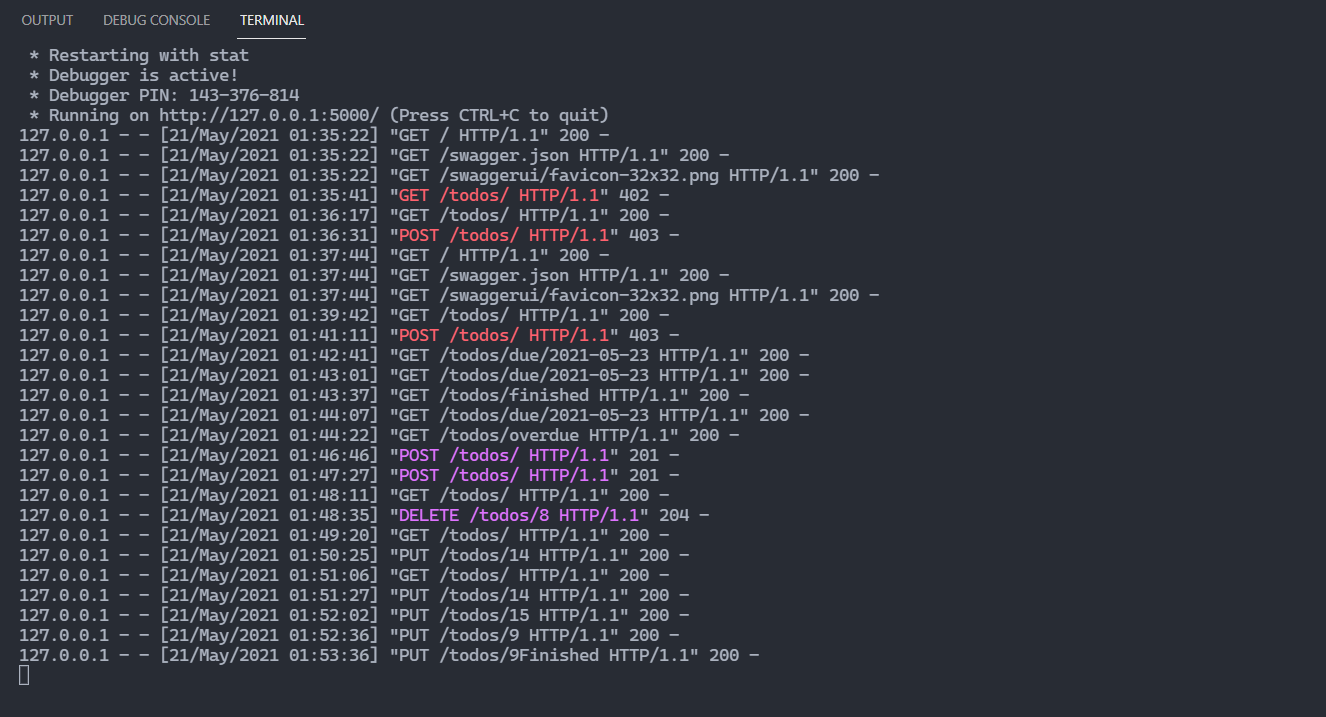 OUTPUT DEBUG CONSOLE TERMINAL
* Restarting with stat
* Debugger is active!
* Debugger PIN: 143-376-814
* Running on http://127.0.0.1:5000/ (Press CTRL+C to quit)
127.0.0.1 - - [21/May/2021 01:35:22] "GET / HTTP/1.1" 200 -
127.0.0.1 - - [21/May/2021 01:35:22] "GET /swagger.json HTTP/1.1" 200 -
127.0.0.1 - - [21/May/2021 01:35:22] "GET /swaggerui/favicon-32x32.png HTTP/1.1" 200 -
127.0.0.1 - - [21/May/2021 01:35:41] "GET /todos/ HTTP/1.1" 402 -
127.0.0.1 - - [21/May/2021 01:36:17] "GET /todos/ HTTP/1.1" 200 -
127.0.0.1 - - [21/May/2021 01:36:31] "POST /todos/ HTTP/1.1" 403 -
127.0.0.1 - - [21/May/2021 01:37:44] "GET / HTTP/1.1" 200 -
127.0.0.1 - - [21/May/2021 01:37:44] "GET /swagger.json HTTP/1.1" 200 -
127.0.0.1 - - [21/May/2021 01:37:44] "GET /swaggerui/favicon-32x32.png HTTP/1.1" 200 -
127.0.0.1 - - [21/May/2021 01:39:42] "GET /todos/ HTTP/1.1" 200 -
127.0.0.1 - - [21/May/2021 01:41:11] "POST /todos/ HTTP/1.1" 403 -
127.0.0.1 - - [21/May/2021 01:42:41] "GET /todos/due/2021-05-23 HTTP/1.1" 200 -
127.0.0.1 - - [21/May/2021 01:43:01] "GET /todos/due/2021-05-23 HTTP/1.1" 200 -
127.0.0.1 - - [21/May/2021 01:43:37] "GET /todos/finished HTTP/1.1" 200 -
127.0.0.1 - - [21/May/2021 01:44:07] "GET /todos/due/2021-05-23 HTTP/1.1" 200 -
127.0.0.1 - - [21/May/2021 01:44:22] "GET /todos/overdue HTTP/1.1" 200 -
127.0.0.1 - - [21/May/2021 01:46:46] "POST /todos/ HTTP/1.1" 201 -
127.0.0.1 - - [21/May/2021 01:47:27] "POST /todos/ HTTP/1.1" 201 -
127.0.0.1 - - [21/May/2021 01:48:11] "GET /todos/ HTTP/1.1" 200 -
127.0.0.1 - - [21/May/2021 01:48:35] "DELETE /todos/8 HTTP/1.1" 204 -
127.0.0.1 - - [21/May/2021 01:49:20] "GET /todos/ HTTP/1.1" 200 -
127.0.0.1 - - [21/May/2021 01:50:25] "PUT /todos/14 HTTP/1.1" 200 -
127.0.0.1 - - [21/May/2021 01:51:06] "GET /todos/ HTTP/1.1" 200 -
127.0.0.1 - - [21/May/2021 01:51:27] "PUT /todos/14 HTTP/1.1" 200 -
127.0.0.1 - - [21/May/2021 01:52:02] "PUT /todos/15 HTTP/1.1" 200 -
127.0.0.1 - - [21/May/2021 01:52:36] "PUT /todos/9 HTTP/1.1" 200 -
127.0.0.1 - - [21/May/2021 01:53:36] "PUT /todos/9Finished HTTP/1.1" 200 -